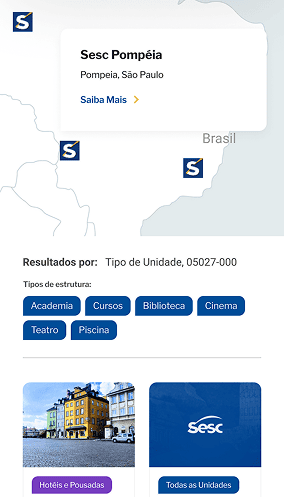 Sesc Pompéia
Pompeia, São Paulo
Saiba Mais
Brasil
Resultados por: Tipo de Unidade, 05027-000
Tipos de estrutura:
Academia Cursos Biblioteca Cinema
Teatro Piscina
Sesc
Hotéis e Pousadas Todas as Unidades